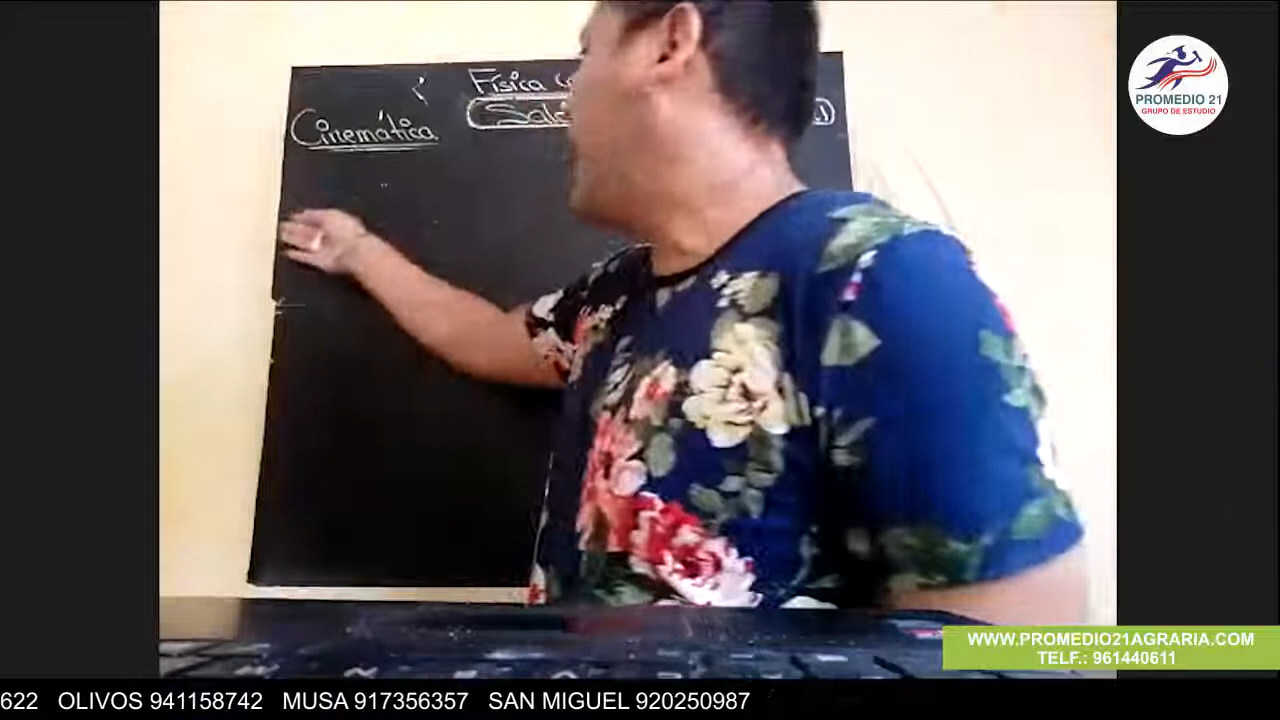 Física
Cinemática
PROMEDIO 21
GRUPO DE ESTUDIO
WWW.PROMEDIO21AGRARIA.COM
TELF.: 961440611
622 OLIVOS 941158742 MUSA 917356357 SAN MIGUEL 920250987